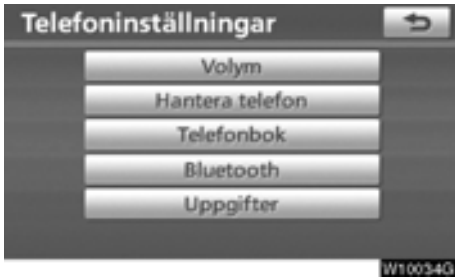 Telefoninställningar
Volym
Hantera telefon
Telefonbok
Bluetooth
Uppgifter
W10034G